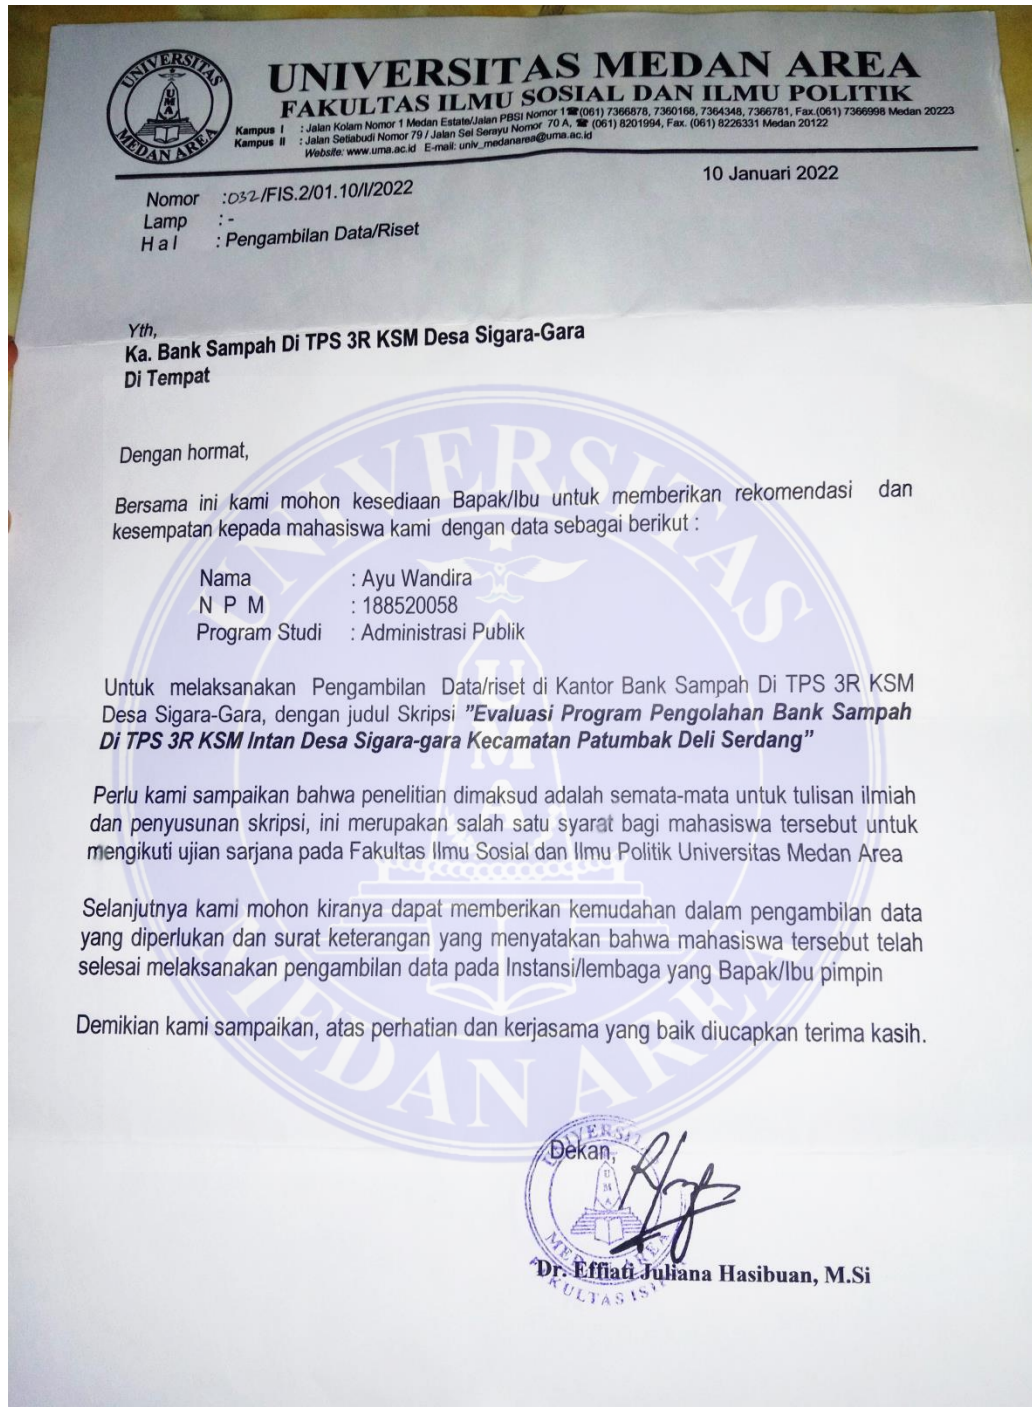 UNIVERSITAS MEDAN AREA
FAKULTAS ILMU SOSIAL DAN ILMU POLITIK
Kampus I : Jalan Kolam Nomor 1 Medan Estate/Jalan PBSI Nomor 1 ☎(061) 7366878, 7360168, 7364348, 7366781, Fax.(061) 7366998 Medan 20223
Kampus II : Jalan Setiabudi Nomor 79 / Jalan Sei Serayu Nomor 70 A, ☎ (061) 8201994, Fax. (061) 8226331 Medan 20122
Website: www.uma.ac.id E-mail: univ_medanarea@uma.ac.id
UNIVERSITAS
UMA
MEDAN AREA
10 Januari 2022
Nomor :032/FIS.2/01.10/I/2022
Lamp : -
H a l : Pengambilan Data/Riset
Yth,
Ka. Bank Sampah Di TPS 3R KSM Desa Sigara-Gara
Di Tempat
Dengan hormat,
Bersama ini kami mohon kesediaan Bapak/Ibu untuk memberikan rekomendasi dan
kesempatan kepada mahasiswa kami dengan data sebagai berikut :
Nama : Ayu Wandira
N P M : 188520058
Program Studi : Administrasi Publik
Untuk melaksanakan Pengambilan Data/riset di Kantor Bank Sampah Di TPS 3R KSM
Desa Sigara-Gara, dengan judul Skripsi "Evaluasi Program Pengolahan Bank Sampah
Di TPS 3R KSM Intan Desa Sigara-gara Kecamatan Patumbak Deli Serdang"
Perlu kami sampaikan bahwa penelitian dimaksud adalah semata-mata untuk tulisan ilmiah
dan penyusunan skripsi, ini merupakan salah satu syarat bagi mahasiswa tersebut untuk
mengikuti ujian sarjana pada Fakultas Ilmu Sosial dan Ilmu Politik Universitas Medan Area
Selanjutnya kami mohon kiranya dapat memberikan kemudahan dalam pengambilan data
yang diperlukan dan surat keterangan yang menyatakan bahwa mahasiswa tersebut telah
selesai melaksanakan pengambilan data pada Instansi/lembaga yang Bapak/Ibu pimpin
Demikian kami sampaikan, atas perhatian dan kerjasama yang baik diucapkan terima kasih.
UNIVERSITAS
UMA
MEDAN AREA
Dekan,
UMA
MEDAN AREA
Dr. Effiati Juliana Hasibuan, M.Si